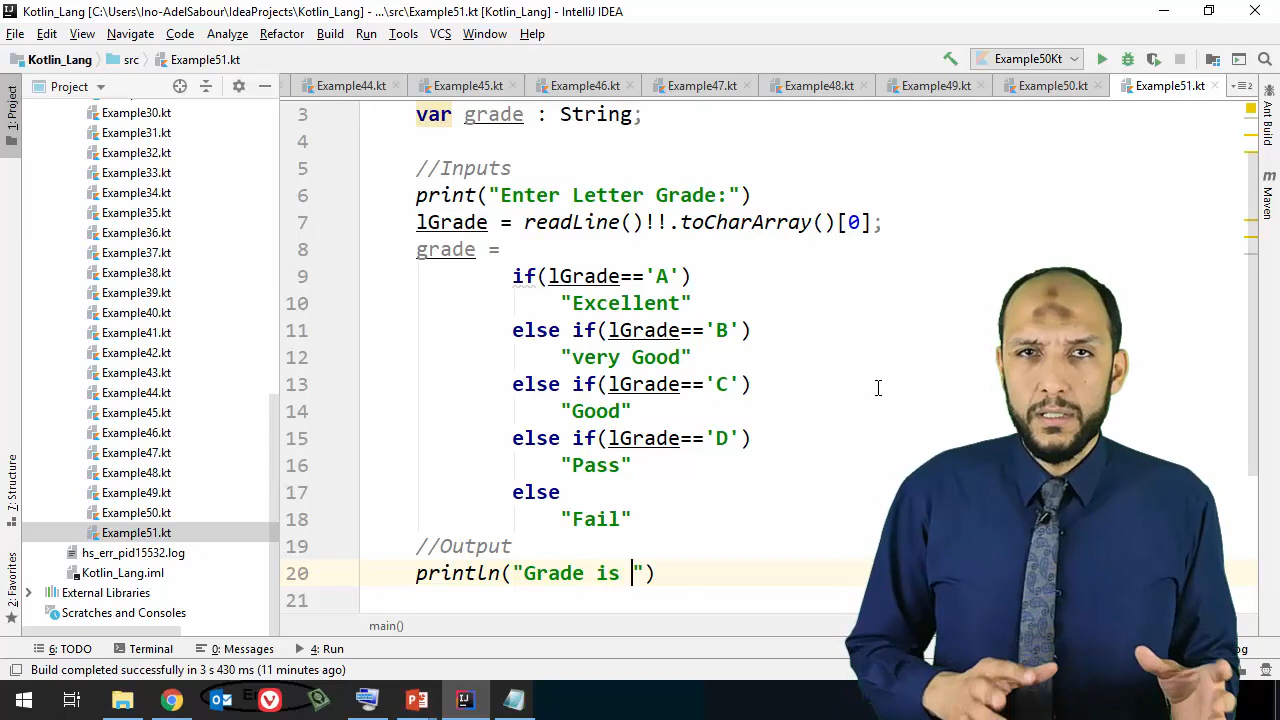 Kotlin_Lang [C:\Users\Ino-AdelSabour\IdeaProjects\Kotlin_Lang] - ...\src\Example51.kt [Kotlin_Lang] - IntelliJ IDEA
File Edit View Navigate Code Analyze Refactor Build Run Tools VCS Window Help
Kotlin_Lang src Example51.kt Example50Kt
Project Example44.kt Example45.kt Example46.kt Example47.kt Example48.kt Example49.kt Example50.kt Example51.kt
1: Project
7: Structure
2: Favorites
Example30.kt
Example31.kt
Example32.kt
Example33.kt
Example34.kt
Example35.kt
Example36.kt
Example37.kt
Example38.kt
Example39.kt
Example40.kt
Example41.kt
Example42.kt
Example43.kt
Example44.kt
Example45.kt
Example46.kt
Example47.kt
Example48.kt
Example49.kt
Example50.kt
Example51.kt
hs_err_pid15532.log
Kotlin_Lang.iml
External Libraries
Scratches and Consoles
3 var grade : String;
4
5 //Inputs
6 print("Enter Letter Grade:")
7 lGrade = readLine()!!.toCharArray()[0];
8 grade =
9 if(lGrade=='A')
10 "Excellent"
11 else if(lGrade=='B')
12 "very Good"
13 else if(lGrade=='C')
14 "Good"
15 else if(lGrade=='D')
16 "Pass"
17 else
18 "Fail"
19 //Output
20 println("Grade is ")
21
main()
Ant Build
Maven
6: TODO Terminal 0: Messages 4: Run
Build completed successfully in 3 s 430 ms (11 minutes ago)